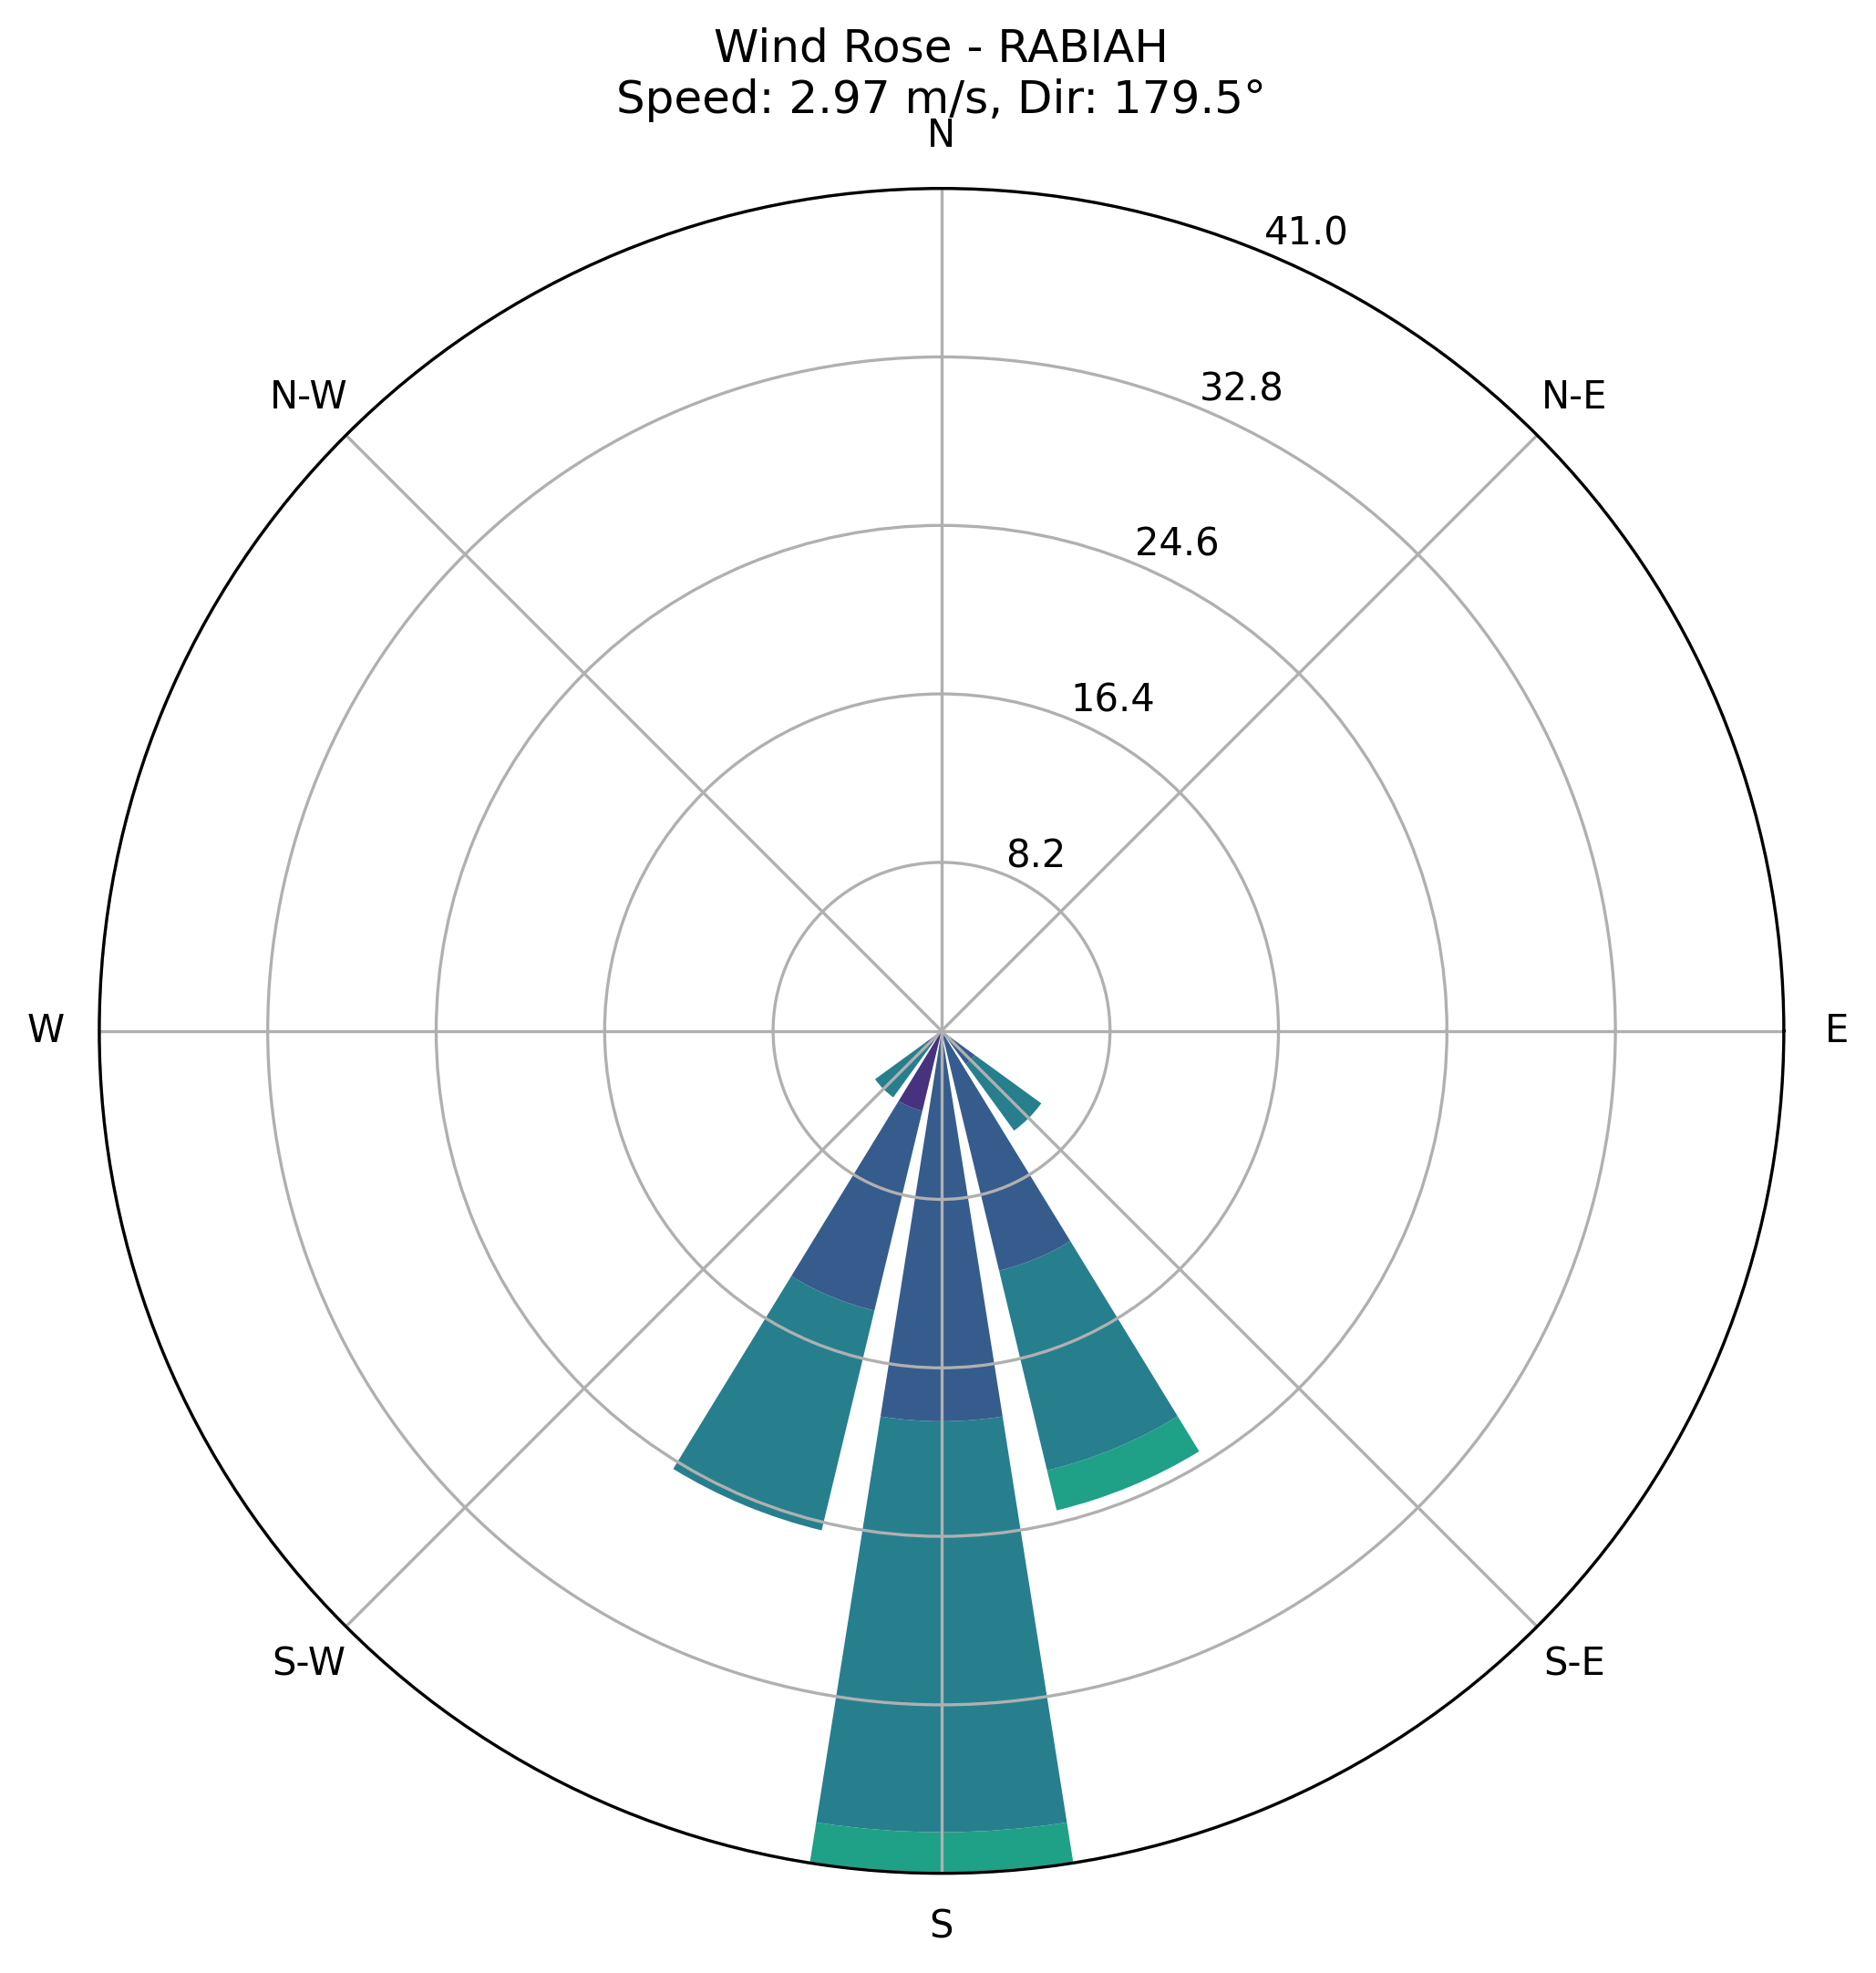 Wind Rose - RABIAH
Speed: 2.97 m/s, Dir: 179.5°
N
41.0
32.8
N-W
N-E
24.6
16.4
8.2
W
E
S-W
S-E
S